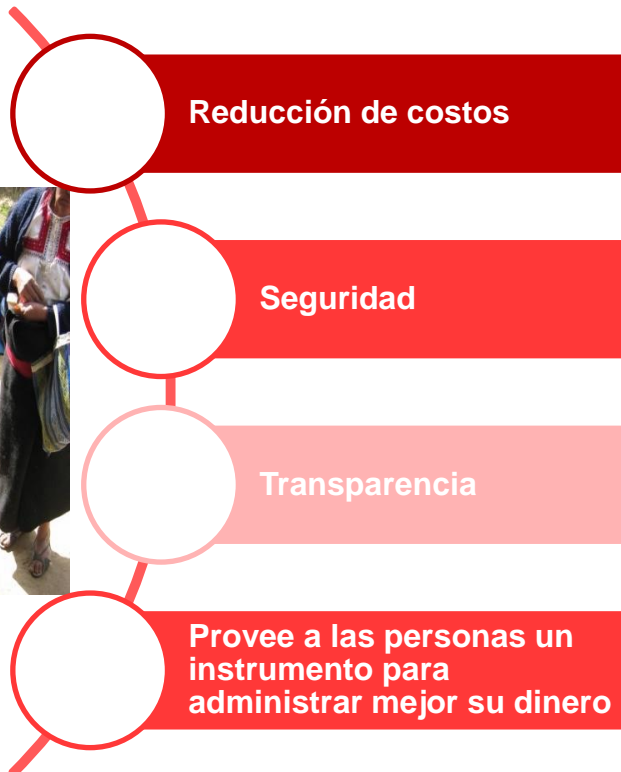 Reducción de costos
Seguridad
Transparencia
Provee a las personas un
instrumento para
administrar mejor su dinero